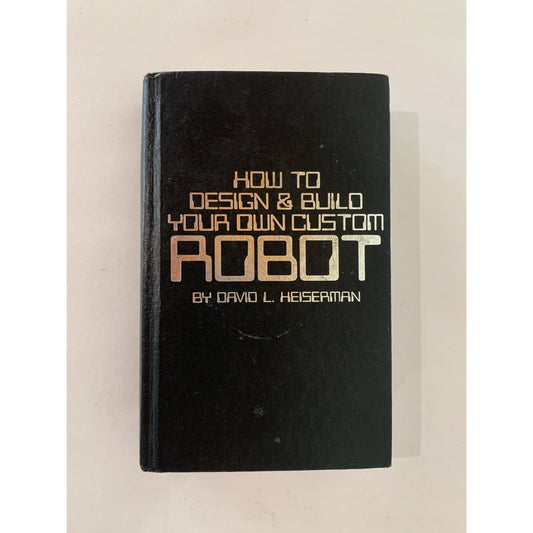 HOW TO
DESIGN & BUILD
YOUR OWN CUSTOM
ROBOT
BY DAVID L. HEISERMAN